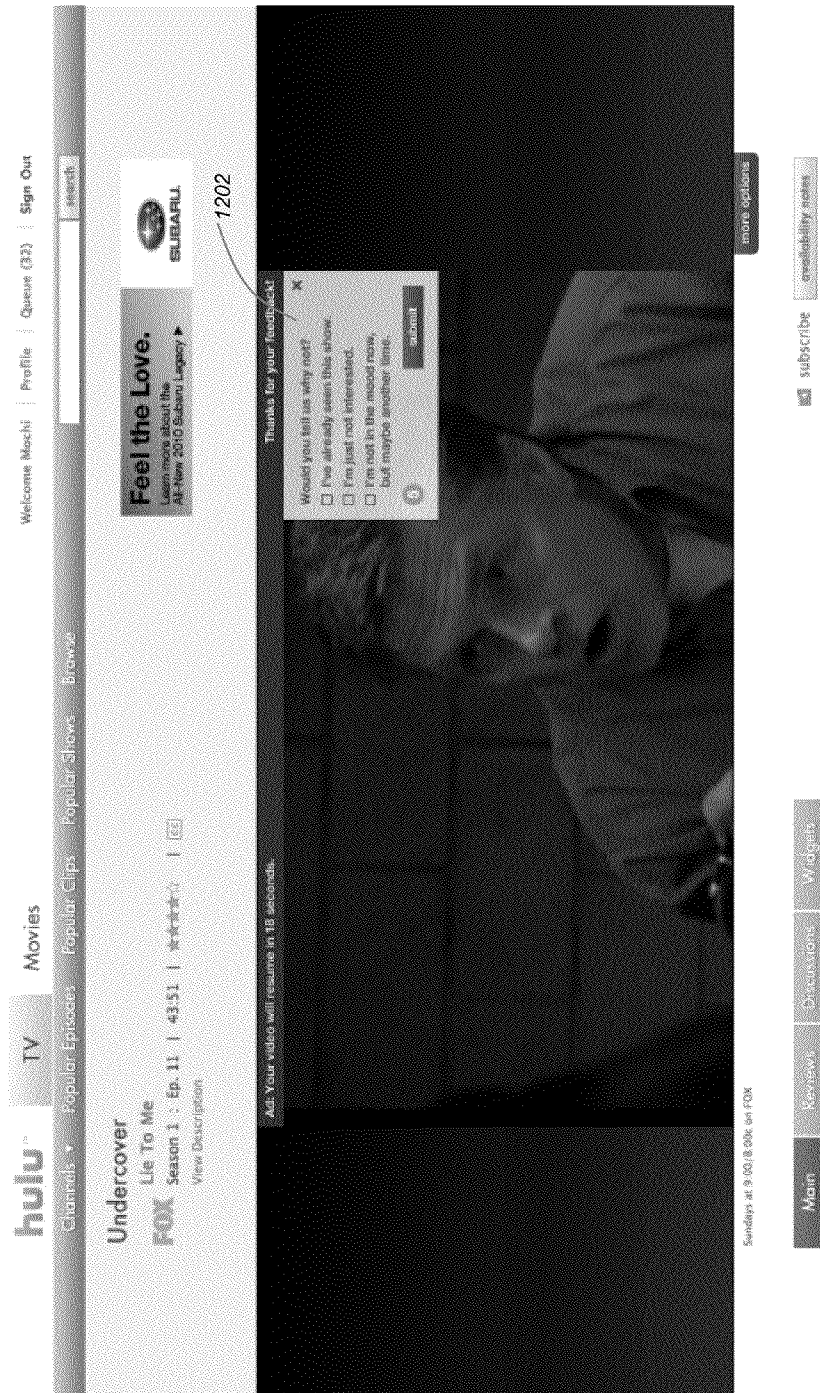 Welcome Mochi | Profile | Queue (32) | Sign Out
hulu TV Movies
Channels ▾ Popular Episodes Popular Clips Popular Shows Browse search
Undercover
FOX Lie To Me
Season 1 : Ep. 11 | 43:51 | ★★★★☆ | cc
View Description
Feel the Love.
Learn more about the
All-New 2010 Subaru Legacy ▶
SUBARU.
1202
Ad: Your video will resume in 18 seconds. Thanks for your feedback!
Would you tell us why not? x
☐ I've already seen this show.
☐ I'm just not interested.
☐ I'm not in the mood now,
but maybe another time.
submit
Sundays at 9:00/8:00c on FOX
more options
subscribe availability notes
Main Reviews Discussions Widgets